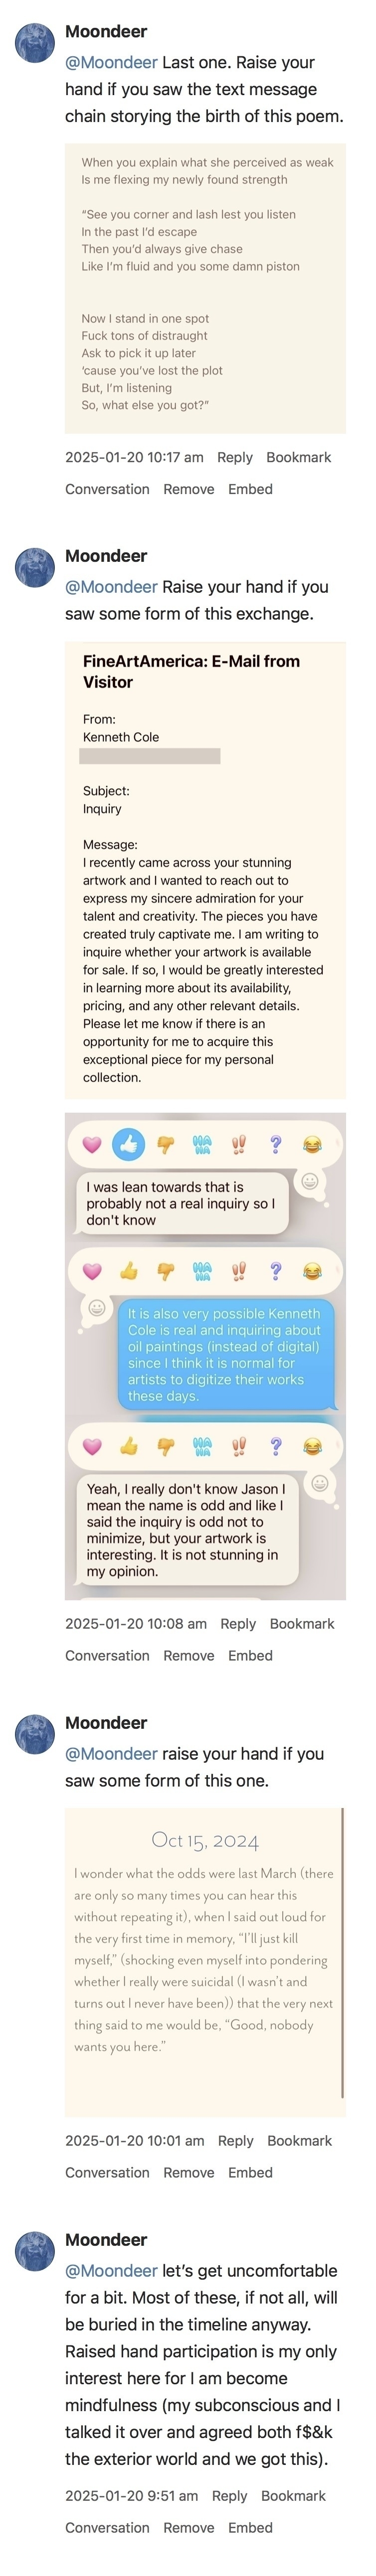 Moondeer
@Moondeer Last one. Raise your
hand if you saw the text message
chain storying the birth of this poem.
When you explain what she perceived as weak
Is me flexing my newly found strength
“See you corner and lash lest you listen
In the past I’d escape
Then you’d always give chase
Like I’m fluid and you some damn piston
Now I stand in one spot
Fuck tons of distraught
Ask to pick it up later
‘cause you’ve lost the plot
But, I’m listening
So, what else you got?”
2025-01-20 10:17 am Reply Bookmark
Conversation Remove Embed
Moondeer
@Moondeer Raise your hand if you
saw some form of this exchange.
FineArtAmerica: E-Mail from
Visitor
From:
Kenneth Cole
Subject:
Inquiry
Message:
I recently came across your stunning
artwork and I wanted to reach out to
express my sincere admiration for your
talent and creativity. The pieces you have
created truly captivate me. I am writing to
inquire whether your artwork is available
for sale. If so, I would be greatly interested
in learning more about its availability,
pricing, and any other relevant details.
Please let me know if there is an
opportunity for me to acquire this
exceptional piece for my personal
collection.
HA
HA
I was lean towards that is
probably not a real inquiry so I
don't know
HA
HA
It is also very possible Kenneth
Cole is real and inquiring about
oil paintings (instead of digital)
since I think it is normal for
artists to digitize their works
these days.
HA
HA
Yeah, I really don't know Jason I
mean the name is odd and like I
said the inquiry is odd not to
minimize, but your artwork is
interesting. It is not stunning in
my opinion.
2025-01-20 10:08 am Reply Bookmark
Conversation Remove Embed
Moondeer
@Moondeer raise your hand if you
saw some form of this one.
Oct 15, 2024
I wonder what the odds were last March (there
are only so many times you can hear this
without repeating it), when I said out loud for
the very first time in memory, “I’ll just kill
myself,” (shocking even myself into pondering
whether I really were suicidal (I wasn’t and
turns out I never have been)) that the very next
thing said to me would be, “Good, nobody
wants you here.”
2025-01-20 10:01 am Reply Bookmark
Conversation Remove Embed
Moondeer
@Moondeer let’s get uncomfortable
for a bit. Most of these, if not all, will
be buried in the timeline anyway.
Raised hand participation is my only
interest here for I am become
mindfulness (my subconscious and I
talked it over and agreed both f$&k
the exterior world and we got this).
2025-01-20 9:51 am Reply Bookmark
Conversation Remove Embed